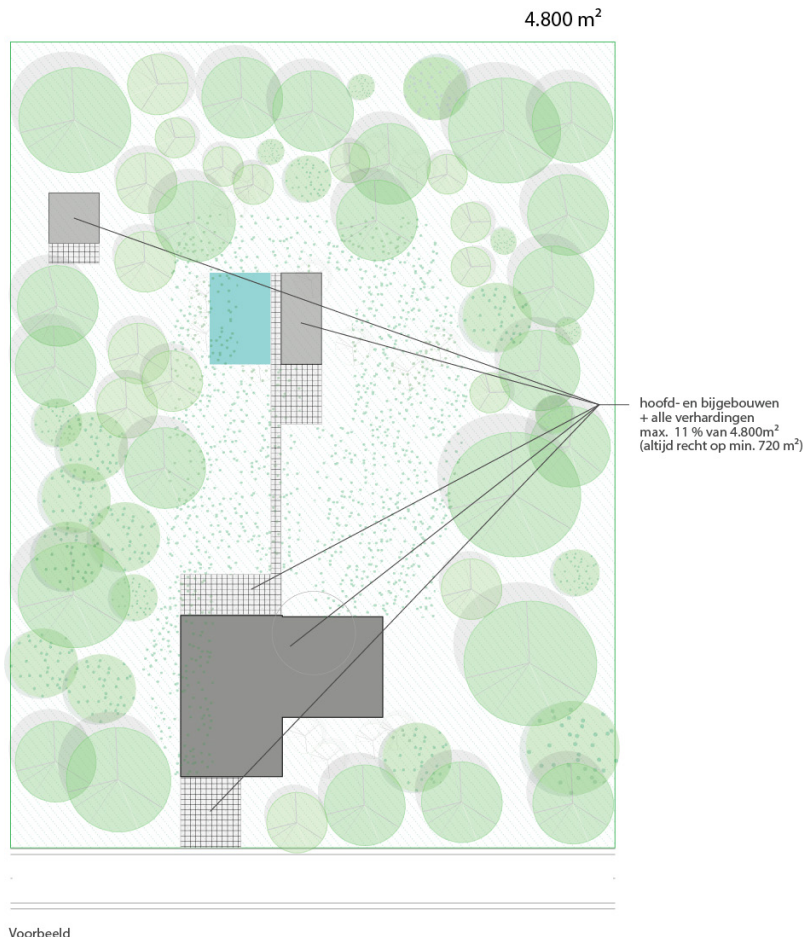 4.800 m²
hoofd- en bijgebouwen
+ alle verhardingen
max. 11 % van 4.800m²
(altijd recht op min. 720 m²)
Voorbeeld